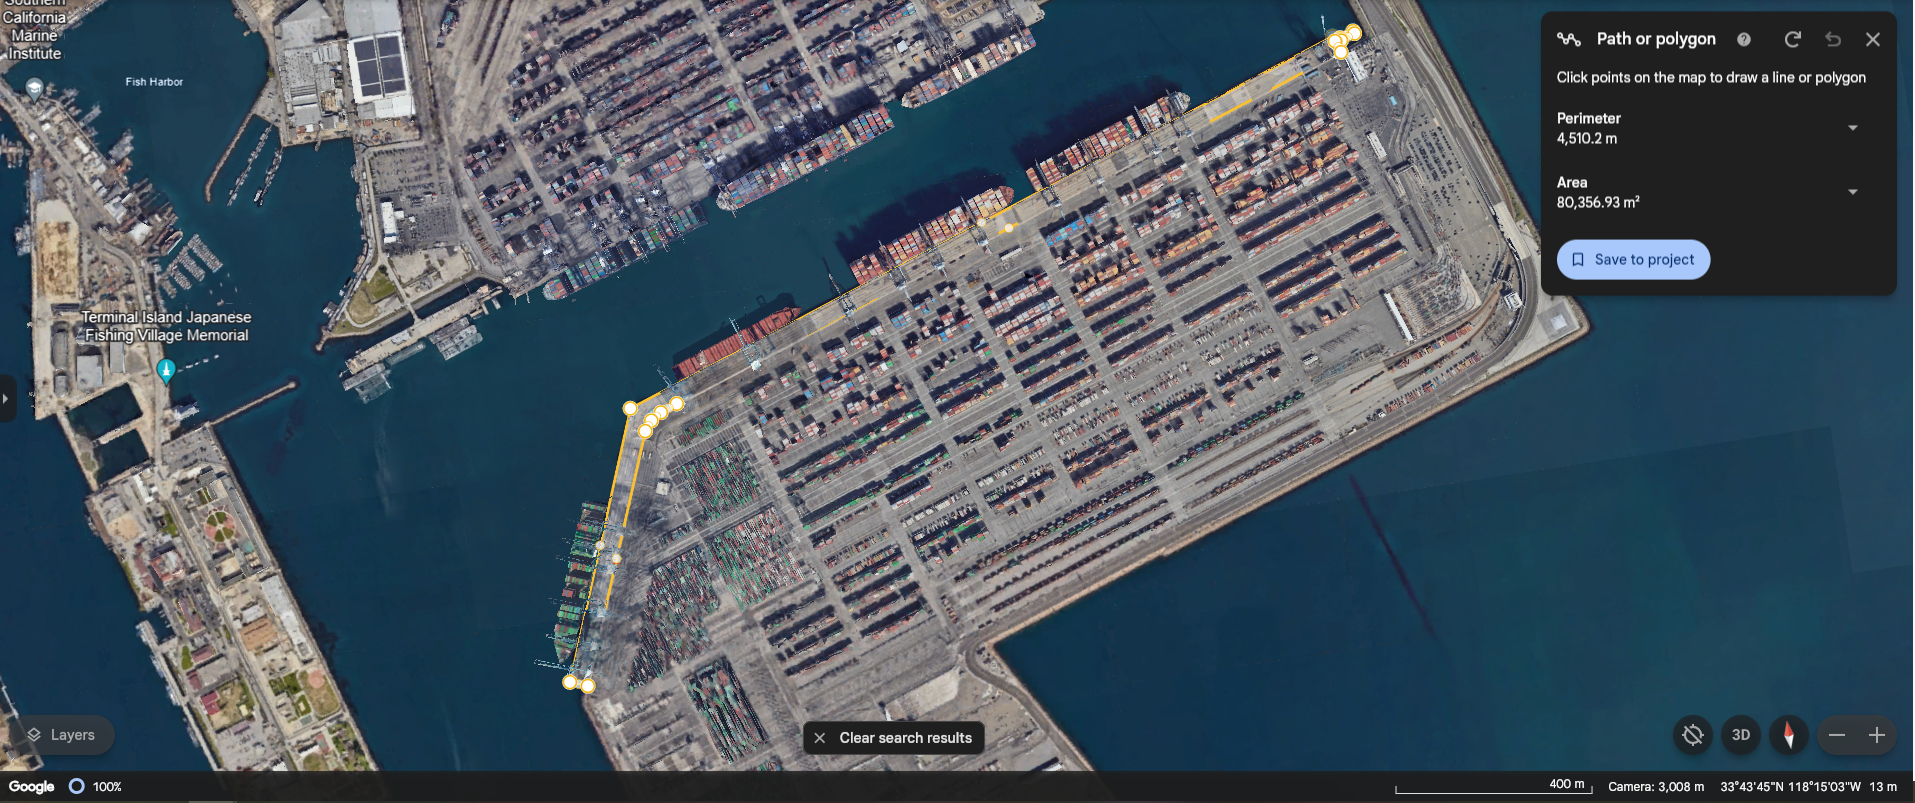 Southern
California
Marine
Institute
Fish Harbor
Terminal Island Japanese
Fishing Village Memorial
Path or polygon
Click points on the map to draw a line or polygon
Perimeter
4,510.2 m
Area
80,356.93 m²
Save to project
Layers
Clear search results
3D
Google
100%
400 m
Camera: 3,008 m
33°43'45"N 118°15'03"W
13 m